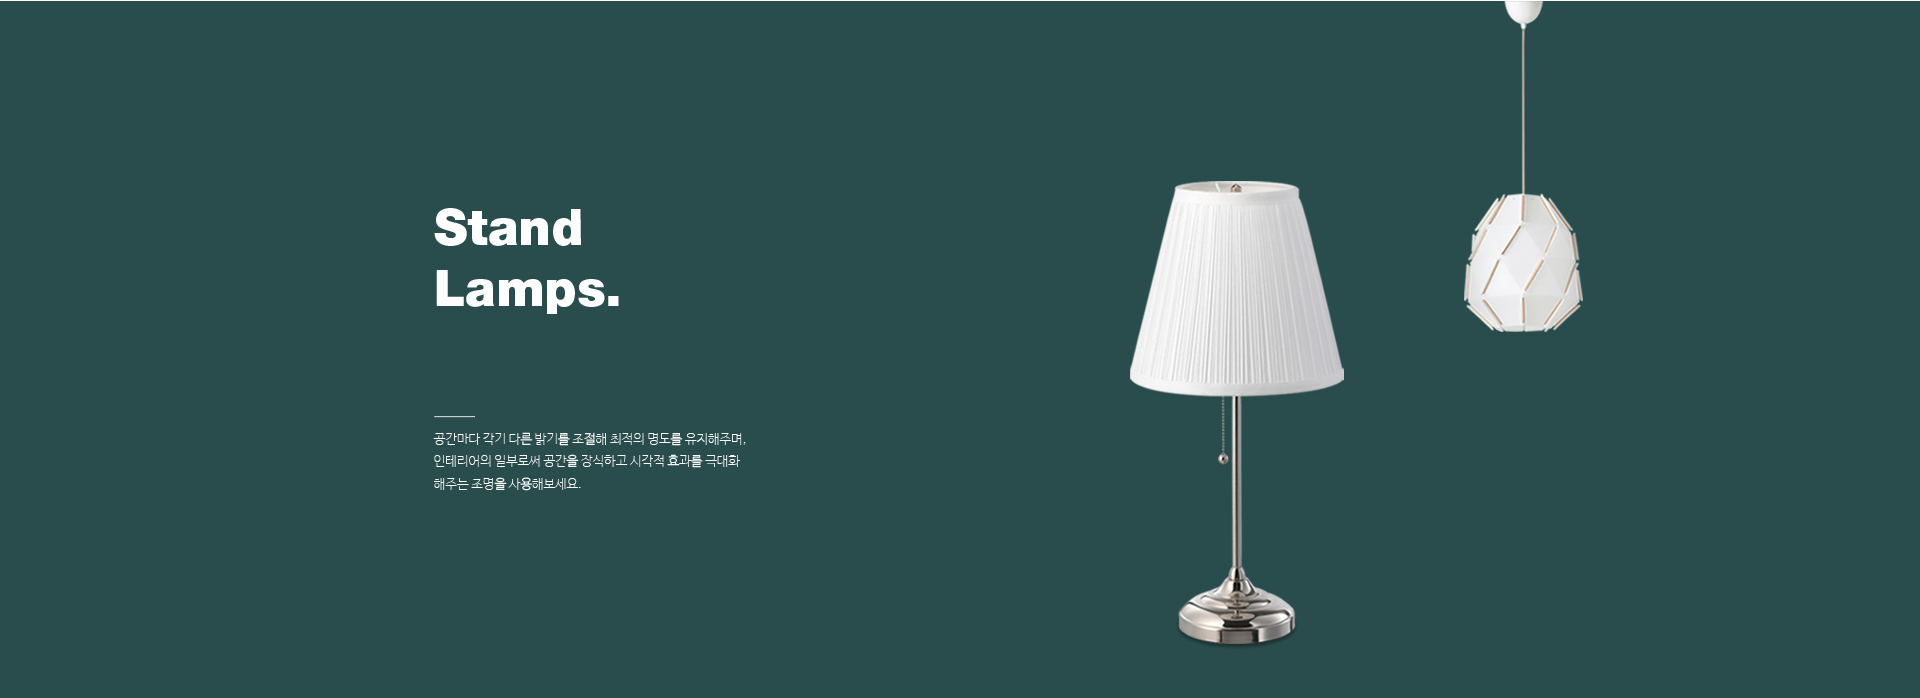 Stand
Lamps.
공간마다 각기 다른 밝기를 조절해 최적의 명도를 유지해주며,
인테리어의 일부로써 공간을 장식하고 시각적 효과를 극대화
해주는 조명을 사용해보세요.